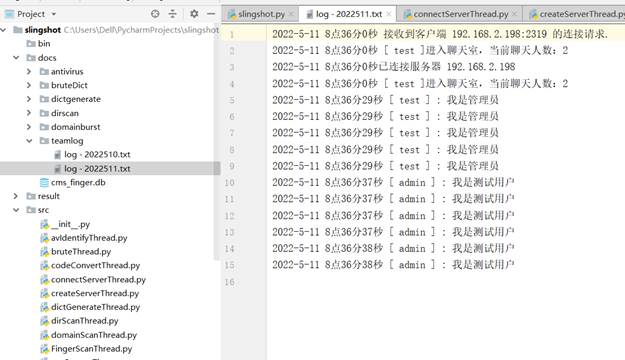 Project
slingshot C:\Users\Dell\PycharmProjects\slingshot
bin
docs
antivirus
bruteDict
dictgenerate
dirscan
domainburst
teamlog
log - 2022510.txt
log - 2022511.txt
cms_finger.db
result
src
__init__.py
avIdentifyThread.py
bruteThread.py
codeConvertThread.py
connectServerThread.py
createServerThread.py
dictGenerateThread.py
dirScanThread.py
domainScanThread.py
FingerScanThread.py
slingshot.py
log - 2022511.txt
connectServerThread.py
createServerThread.py
1 2022-5-11 8点36分0秒 接收到客户端 192.168.2.198:2319 的连接请求.
2 2022-5-11 8点36分0秒 [ test ]进入聊天室, 当前聊天人数: 2
3 2022-5-11 8点36分0秒已连接服务器 192.168.2.198
4 2022-5-11 8点36分0秒 [ test ]进入聊天室, 当前聊天人数: 2
5 2022-5-11 8点36分29秒 [ test ] : 我是管理员
6 2022-5-11 8点36分29秒 [ test ] : 我是管理员
7 2022-5-11 8点36分29秒 [ test ] : 我是管理员
8 2022-5-11 8点36分29秒 [ test ] : 我是管理员
9 2022-5-11 8点36分29秒 [ test ] : 我是管理员
10 2022-5-11 8点36分37秒 [ admin ] : 我是测试用户
11 2022-5-11 8点36分37秒 [ admin ] : 我是测试用户
12 2022-5-11 8点36分37秒 [ admin ] : 我是测试用户
13 2022-5-11 8点36分37秒 [ admin ] : 我是测试用户
14 2022-5-11 8点36分38秒 [ admin ] : 我是测试用户
15 2022-5-11 8点36分38秒 [ admin ] : 我是测试用户
16